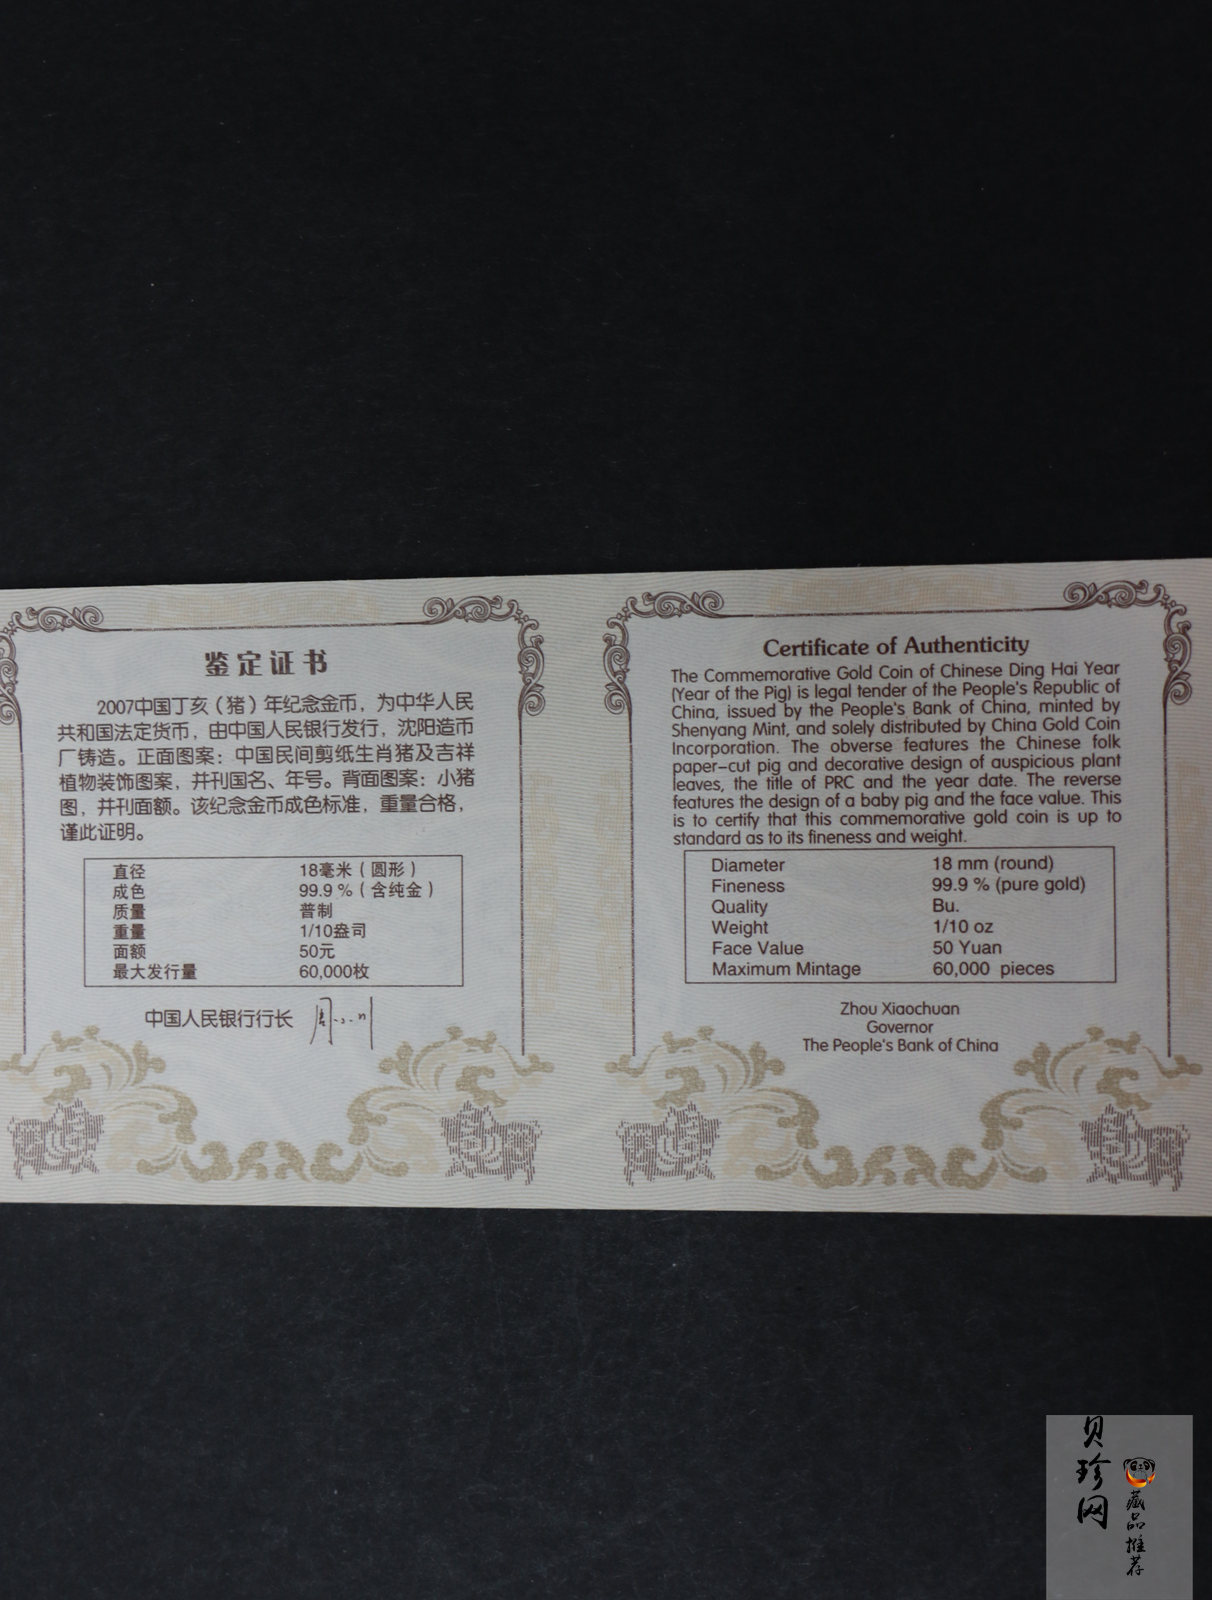 鉴定证书
2007中国丁亥（猪）年纪念金币，为中华人民
共和国法定货币，由中国人民银行发行，沈阳造币
厂铸造。正面图案：中国民间剪纸生肖猪及吉祥
植物装饰图案，并刊国名、年号。背面图案：小猪
图，并刊面额。该纪念金币成色标准，重量合格，
谨此证明。
直径 18毫米（圆形）
成色 99.9 %（含纯金）
质量 普制
重量 1/10盎司
面额 50元
最大发行量 60,000枚
中国人民银行行长
Certificate of Authenticity
The Commemorative Gold Coin of Chinese Ding Hai Year
(Year of the Pig) is legal tender of the People's Republic of
China, issued by the People's Bank of China, minted by
Shenyang Mint, and solely distributed by China Gold Coin
Incorporation. The obverse features the Chinese folk
paper-cut pig and decorative design of auspicious plant
leaves, the title of PRC and the year date. The reverse
features the design of a baby pig and the face value. This
is to certify that this commemorative gold coin is up to
standard as to its fineness and weight.
Diameter 18 mm (round)
Fineness 99.9 % (pure gold)
Quality Bu.
Weight 1/10 oz
Face Value 50 Yuan
Maximum Mintage 60,000 pieces
Zhou Xiaochuan
Governor
The People's Bank of China
贝珍网
藏品推荐